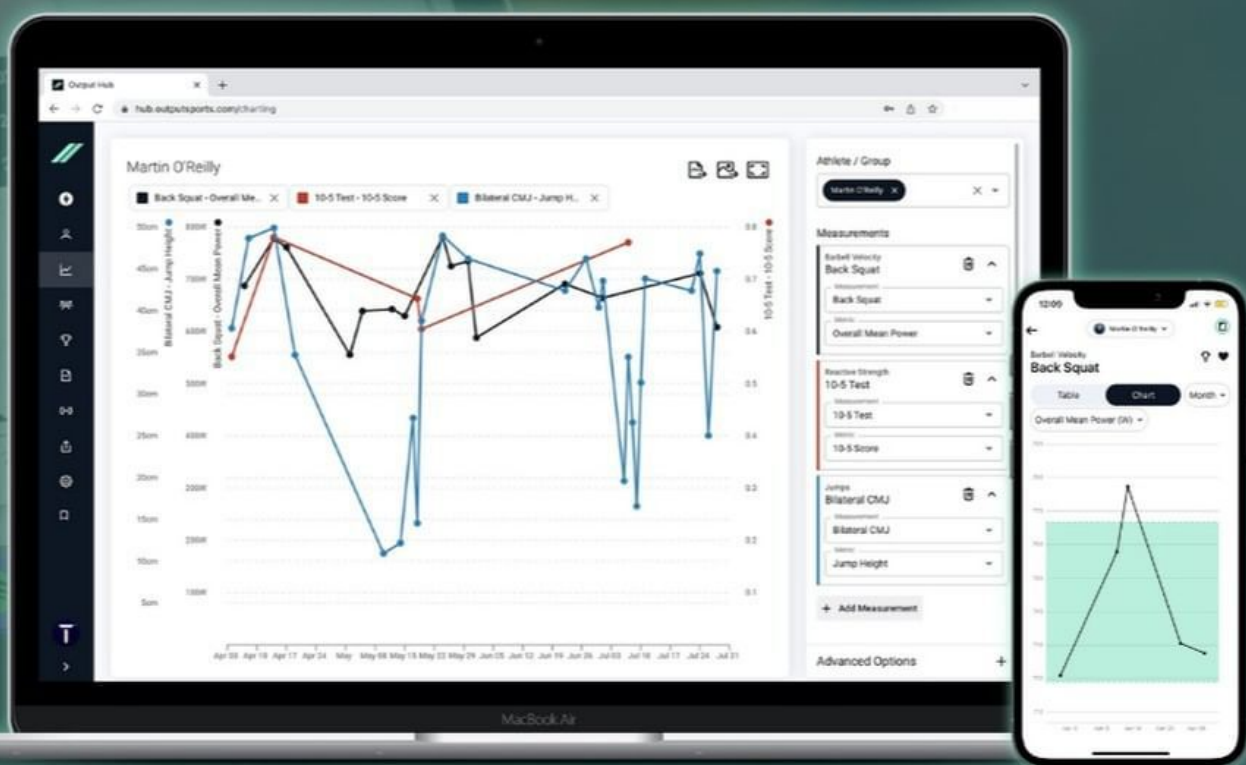 Output Hub
hub.outputsports.com/charting
Martin O'Reilly
Back Squat - Overall Me...
10-5 Test - 10-5 Score
Bilateral CMJ - Jump H...
50cm
45cm
40cm
35cm
30cm
25cm
20cm
15cm
10cm
5cm
Bilateral CMJ - Jump Height
800W
700W
600W
500W
400W
200W
100W
Back Squat - Overall Mean Power
0.8
0.7
0.6
0.5
0.4
0.3
0.2
0.1
10-5 Test - 10-5 Score
Apr 10 Apr 17 Apr 24 May May 08 May 15 May 22 May 29 Jun 05 Jun 12 Jun 19 Jun 26 Jul 03 Jul 10 Jul 17 Jul 24 Jul 31
Athlete / Group
Martin O'Reilly
Measurements
Barbell Velocity
Back Squat
Measurement
Back Squat
Metric
Overall Mean Power
Reactive Strength
10-5 Test
Measurement
10-5 Test
Metric
10-5 Score
Jumps
Bilateral CMJ
Measurement
Bilateral CMJ
Metric
Jump Height
+ Add Measurement
Advanced Options +
MacBook Air
12:09
Martin O'Reilly
Barbell Velocity
Back Squat
Table Chart Month
Overall Mean Power (W)